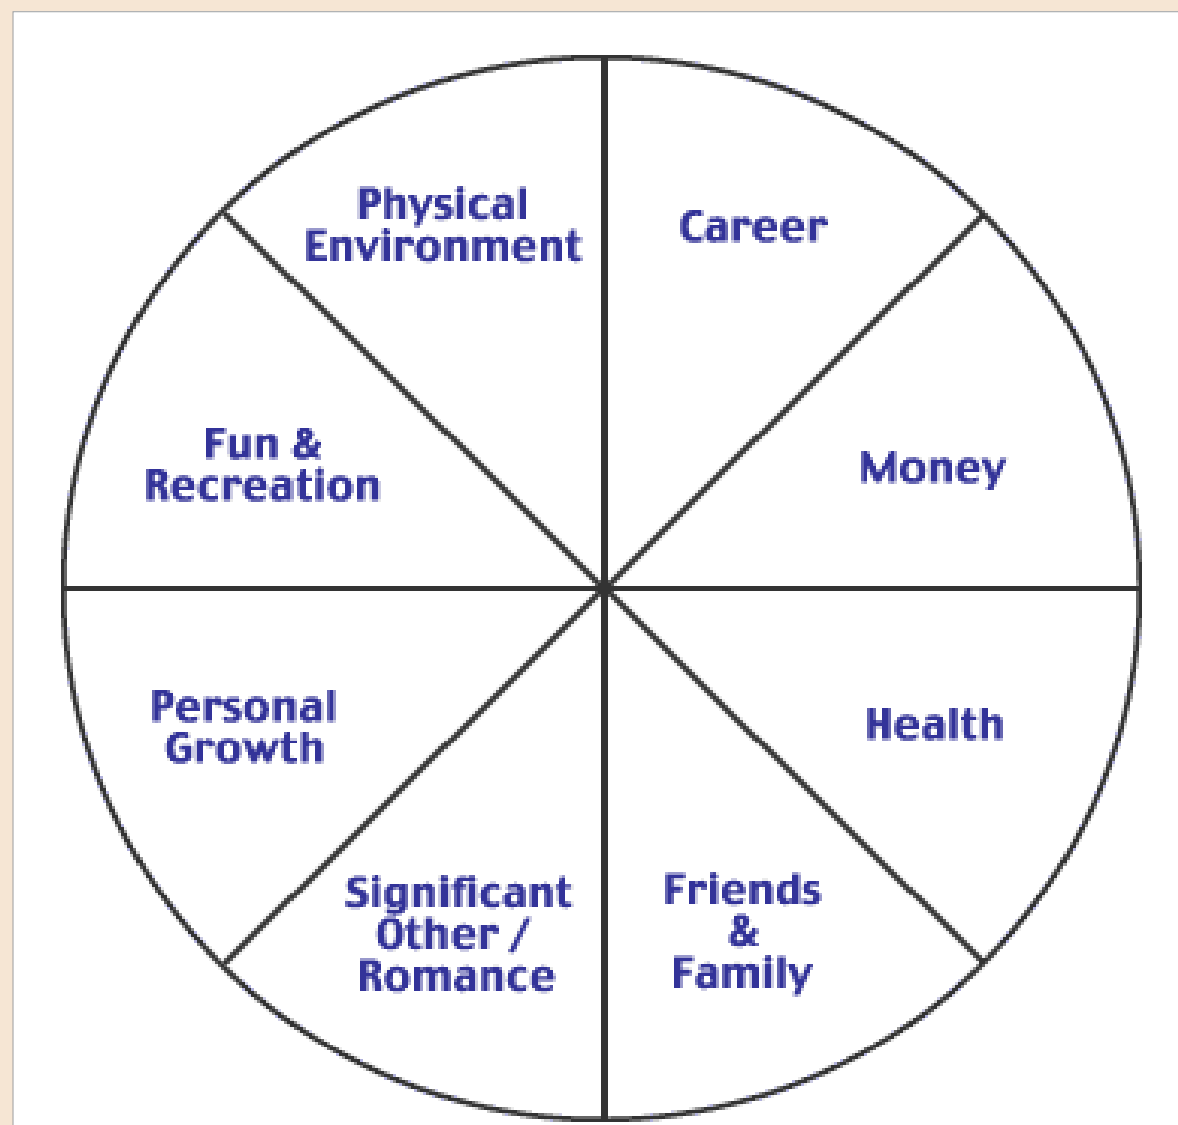 Physical
Environment
Career
Fun &
Recreation
Money
Personal
Growth
Health
Significant
Other /
Romance
Friends
&
Family